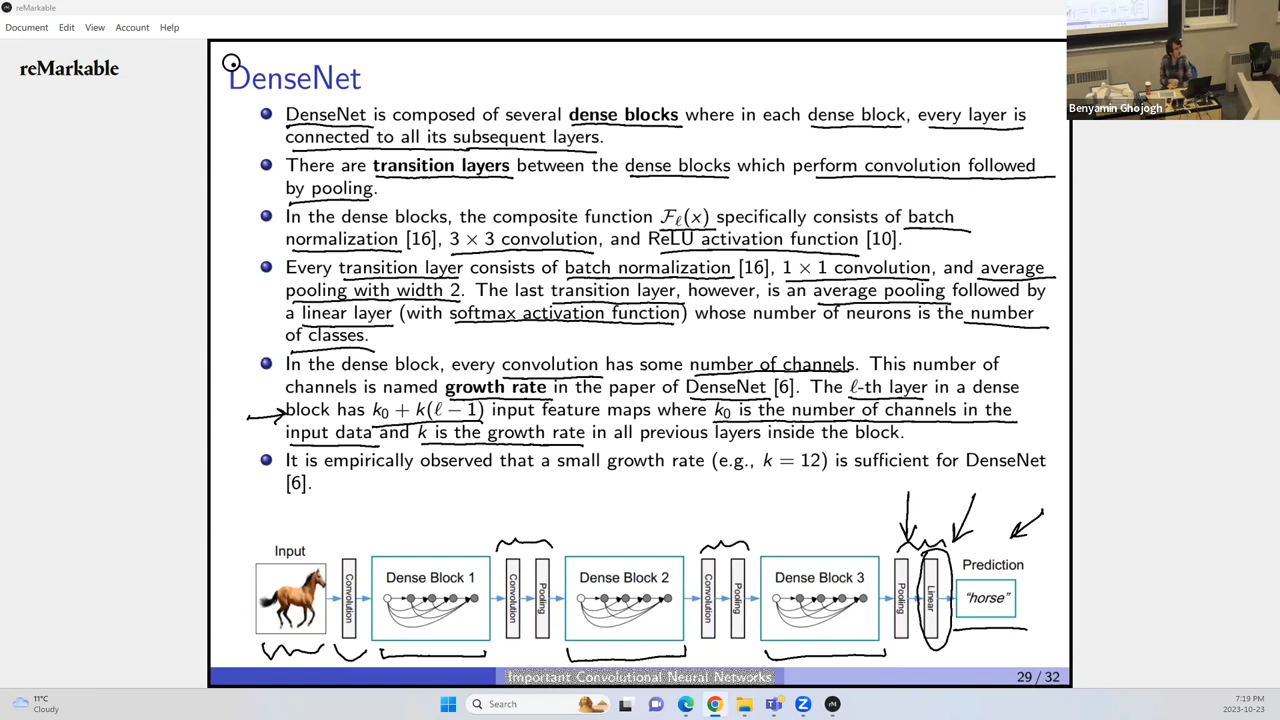 reMarkable
Document Edit View Account Help
reMarkable
Benyamin Ghojogh
DenseNet
DenseNet is composed of several dense blocks where in each dense block, every layer is
connected to all its subsequent layers.
There are transition layers between the dense blocks which perform convolution followed
by pooling.
In the dense blocks, the composite function ℱℓ(x) specifically consists of batch
normalization [16], 3 × 3 convolution, and ReLU activation function [10].
Every transition layer consists of batch normalization [16], 1 × 1 convolution, and average
pooling with width 2. The last transition layer, however, is an average pooling followed by
a linear layer (with softmax activation function) whose number of neurons is the number
of classes.
In the dense block, every convolution has some number of channels. This number of
channels is named growth rate in the paper of DenseNet [6]. The ℓ-th layer in a dense
block has k₀ + k(ℓ − 1) input feature maps where k₀ is the number of channels in the
input data and k is the growth rate in all previous layers inside the block.
It is empirically observed that a small growth rate (e.g., k = 12) is sufficient for DenseNet
[6].
Input
Convolution
Dense Block 1
Convolution
Pooling
Dense Block 2
Convolution
Pooling
Dense Block 3
Pooling
Linear
Prediction
"horse"
Important Convolutional Neural Networks
29 / 32
11°C
Cloudy
Search
7:19 PM
2023-10-23